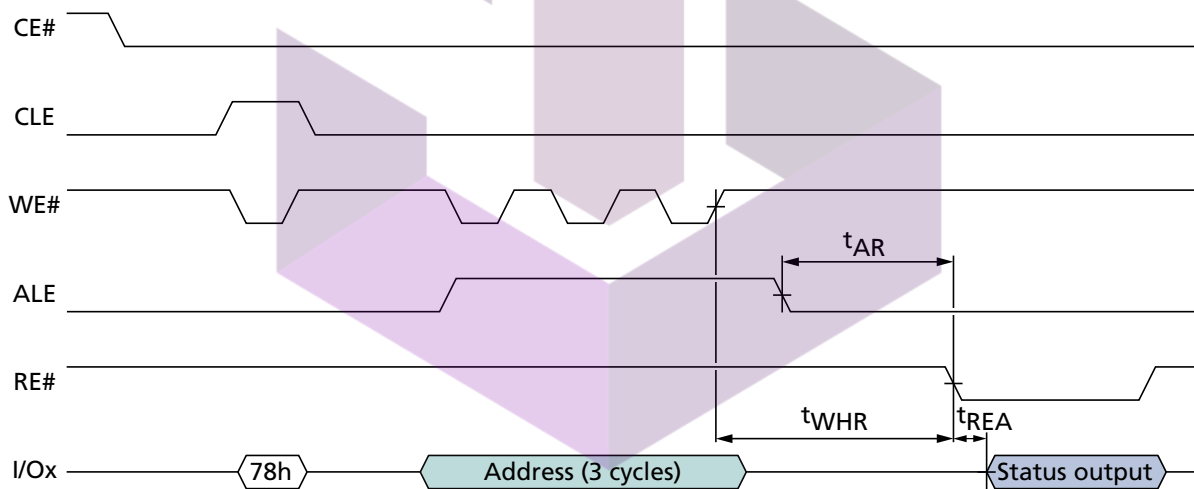 CE#
CLE
WE#
tAR
ALE
RE#
tWHR tREA
I/Ox 78h Address (3 cycles) Status output